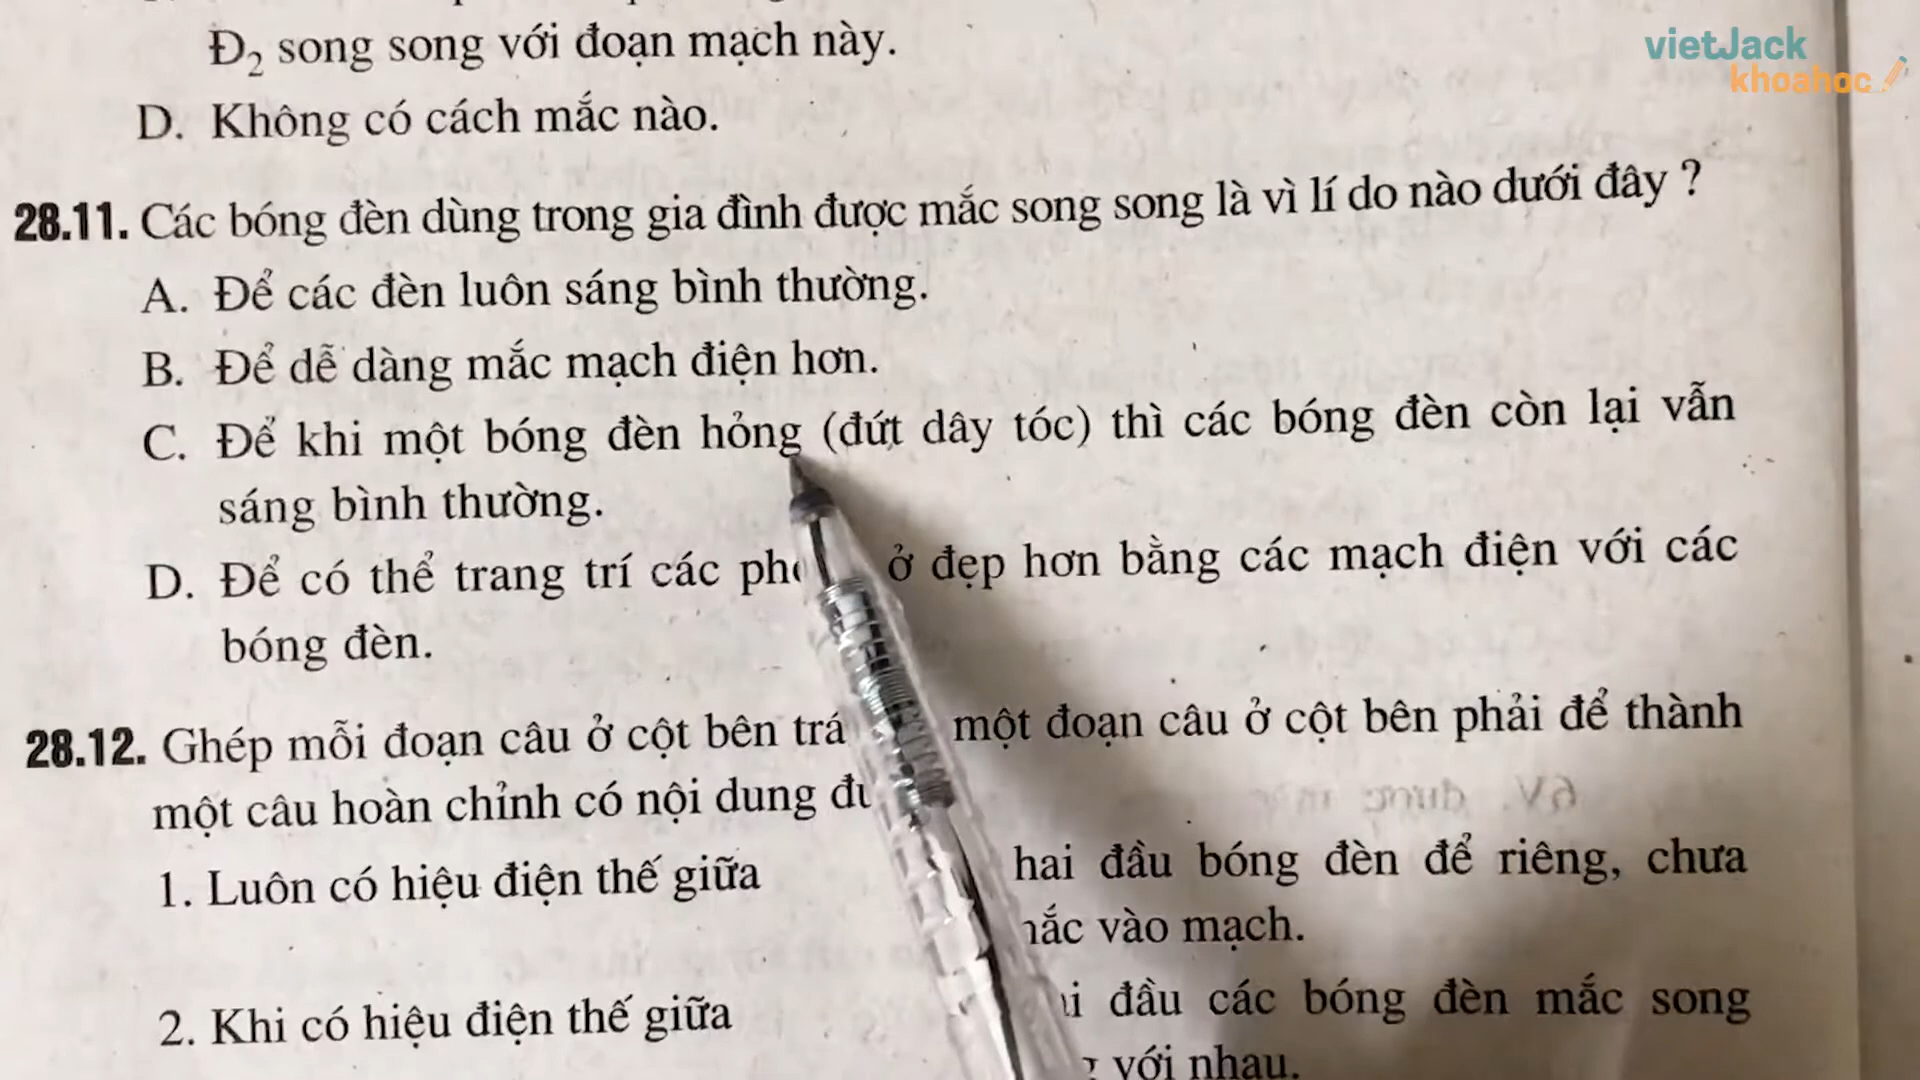 vietJack
khoahoc
Đ2 song song với đoạn mạch này.
D. Không có cách mắc nào.
28.11. Các bóng đèn dùng trong gia đình được mắc song song là vì lí do nào dưới đây ?
A. Để các đèn luôn sáng bình thường.
B. Để dễ dàng mắc mạch điện hơn.
C. Để khi một bóng đèn hỏng (đứt dây tóc) thì các bóng đèn còn lại vẫn
sáng bình thường.
D. Để có thể trang trí các ở đẹp hơn bằng các mạch điện với các
bóng đèn.
28.12. Ghép mỗi đoạn câu ở cột bên một đoạn câu ở cột bên phải để thành
một câu hoàn chỉnh có nội dung
1. Luôn có hiệu điện thế giữa
hai đầu bóng đèn để riêng, chưa
vào mạch.
2. Khi có hiệu điện thế giữa
đầu các bóng đèn mắc song
với nhau.